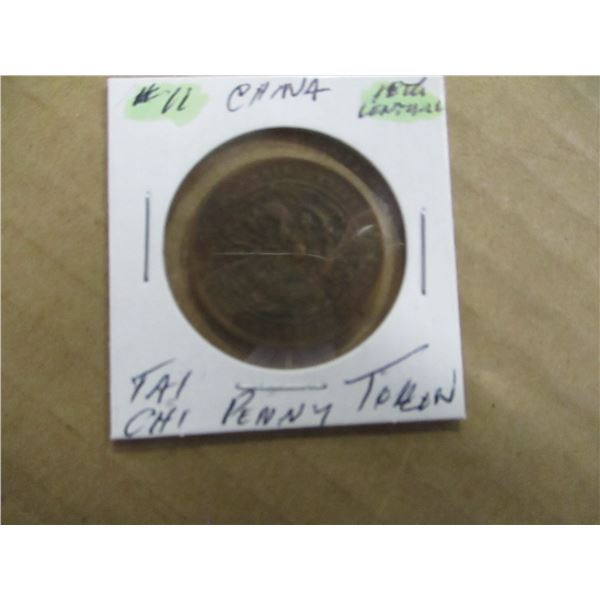 #11 CHINA 18TH
CENTURY
TAI
CHI PENNY TOKEN